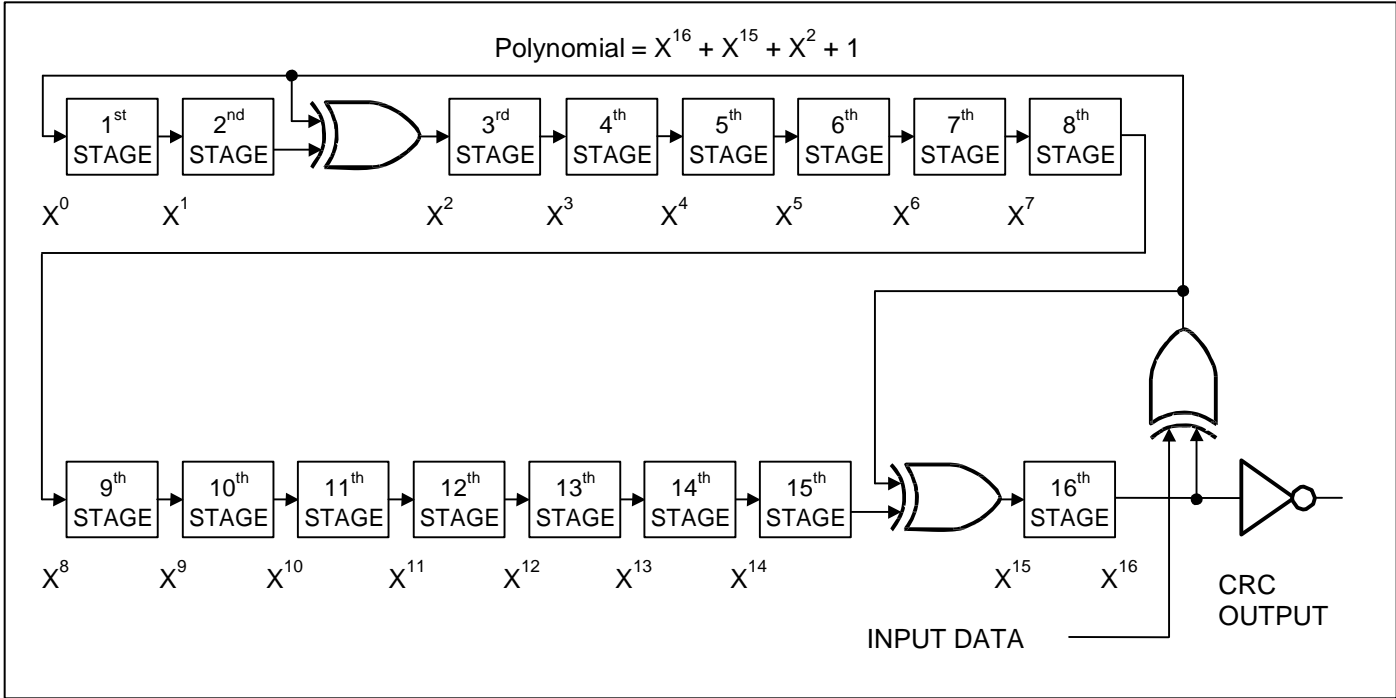 Polynomial = X¹⁶ + X¹⁵ + X² + 1
1ˢᵗ STAGE
2ⁿᵈ STAGE
3ʳᵈ STAGE
4ᵗʰ STAGE
5ᵗʰ STAGE
6ᵗʰ STAGE
7ᵗʰ STAGE
8ᵗʰ STAGE
X⁰ X¹ X² X³ X⁴ X⁵ X⁶ X⁷
9ᵗʰ STAGE
10ᵗʰ STAGE
11ᵗʰ STAGE
12ᵗʰ STAGE
13ᵗʰ STAGE
14ᵗʰ STAGE
15ᵗʰ STAGE
16ᵗʰ STAGE
X⁸ X⁹ X¹⁰ X¹¹ X¹² X¹³ X¹⁴ X¹⁵ X¹⁶
CRC
OUTPUT
INPUT DATA